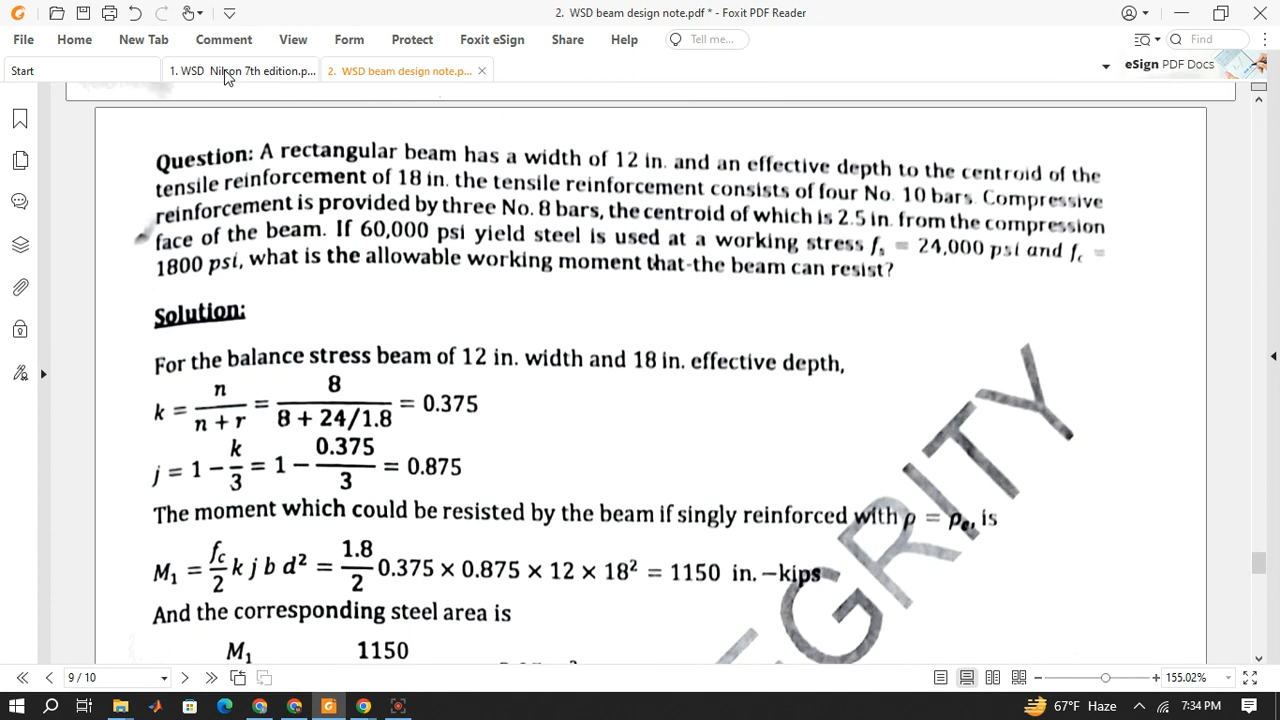 2. WSD beam design note.pdf * - Foxit PDF Reader
File Home New Tab Comment View Form Protect Foxit eSign Share Help Tell me... Find
Start 1. WSD Nilson 7th edition.p... 2. WSD beam design note.p... eSign PDF Docs
Question: A rectangular beam has a width of 12 in. and an effective depth to the centroid of the
tensile reinforcement of 18 in. the tensile reinforcement consists of four No. 10 bars. Compressive
reinforcement is provided by three No. 8 bars, the centroid of which is 2.5 in. from the compression
face of the beam. If 60,000 psi yield steel is used at a working stress fs = 24,000 psi and fc =
1800 psi, what is the allowable working moment that-the beam can resist?
Solution:
For the balance stress beam of 12 in. width and 18 in. effective depth,
k = n / (n + r) = 8 / (8 + 24/1.8) = 0.375
j = 1 − k/3 = 1 − 0.375/3 = 0.875
The moment which could be resisted by the beam if singly reinforced with ρ = ρe, is
M1 = fc/2 k j b d² = 1.8/2 0.375 × 0.875 × 12 × 18² = 1150 in. −kips
And the corresponding steel area is
M1 1150
EGRITY
9 / 10 155.02%
67°F Haze 7:34 PM